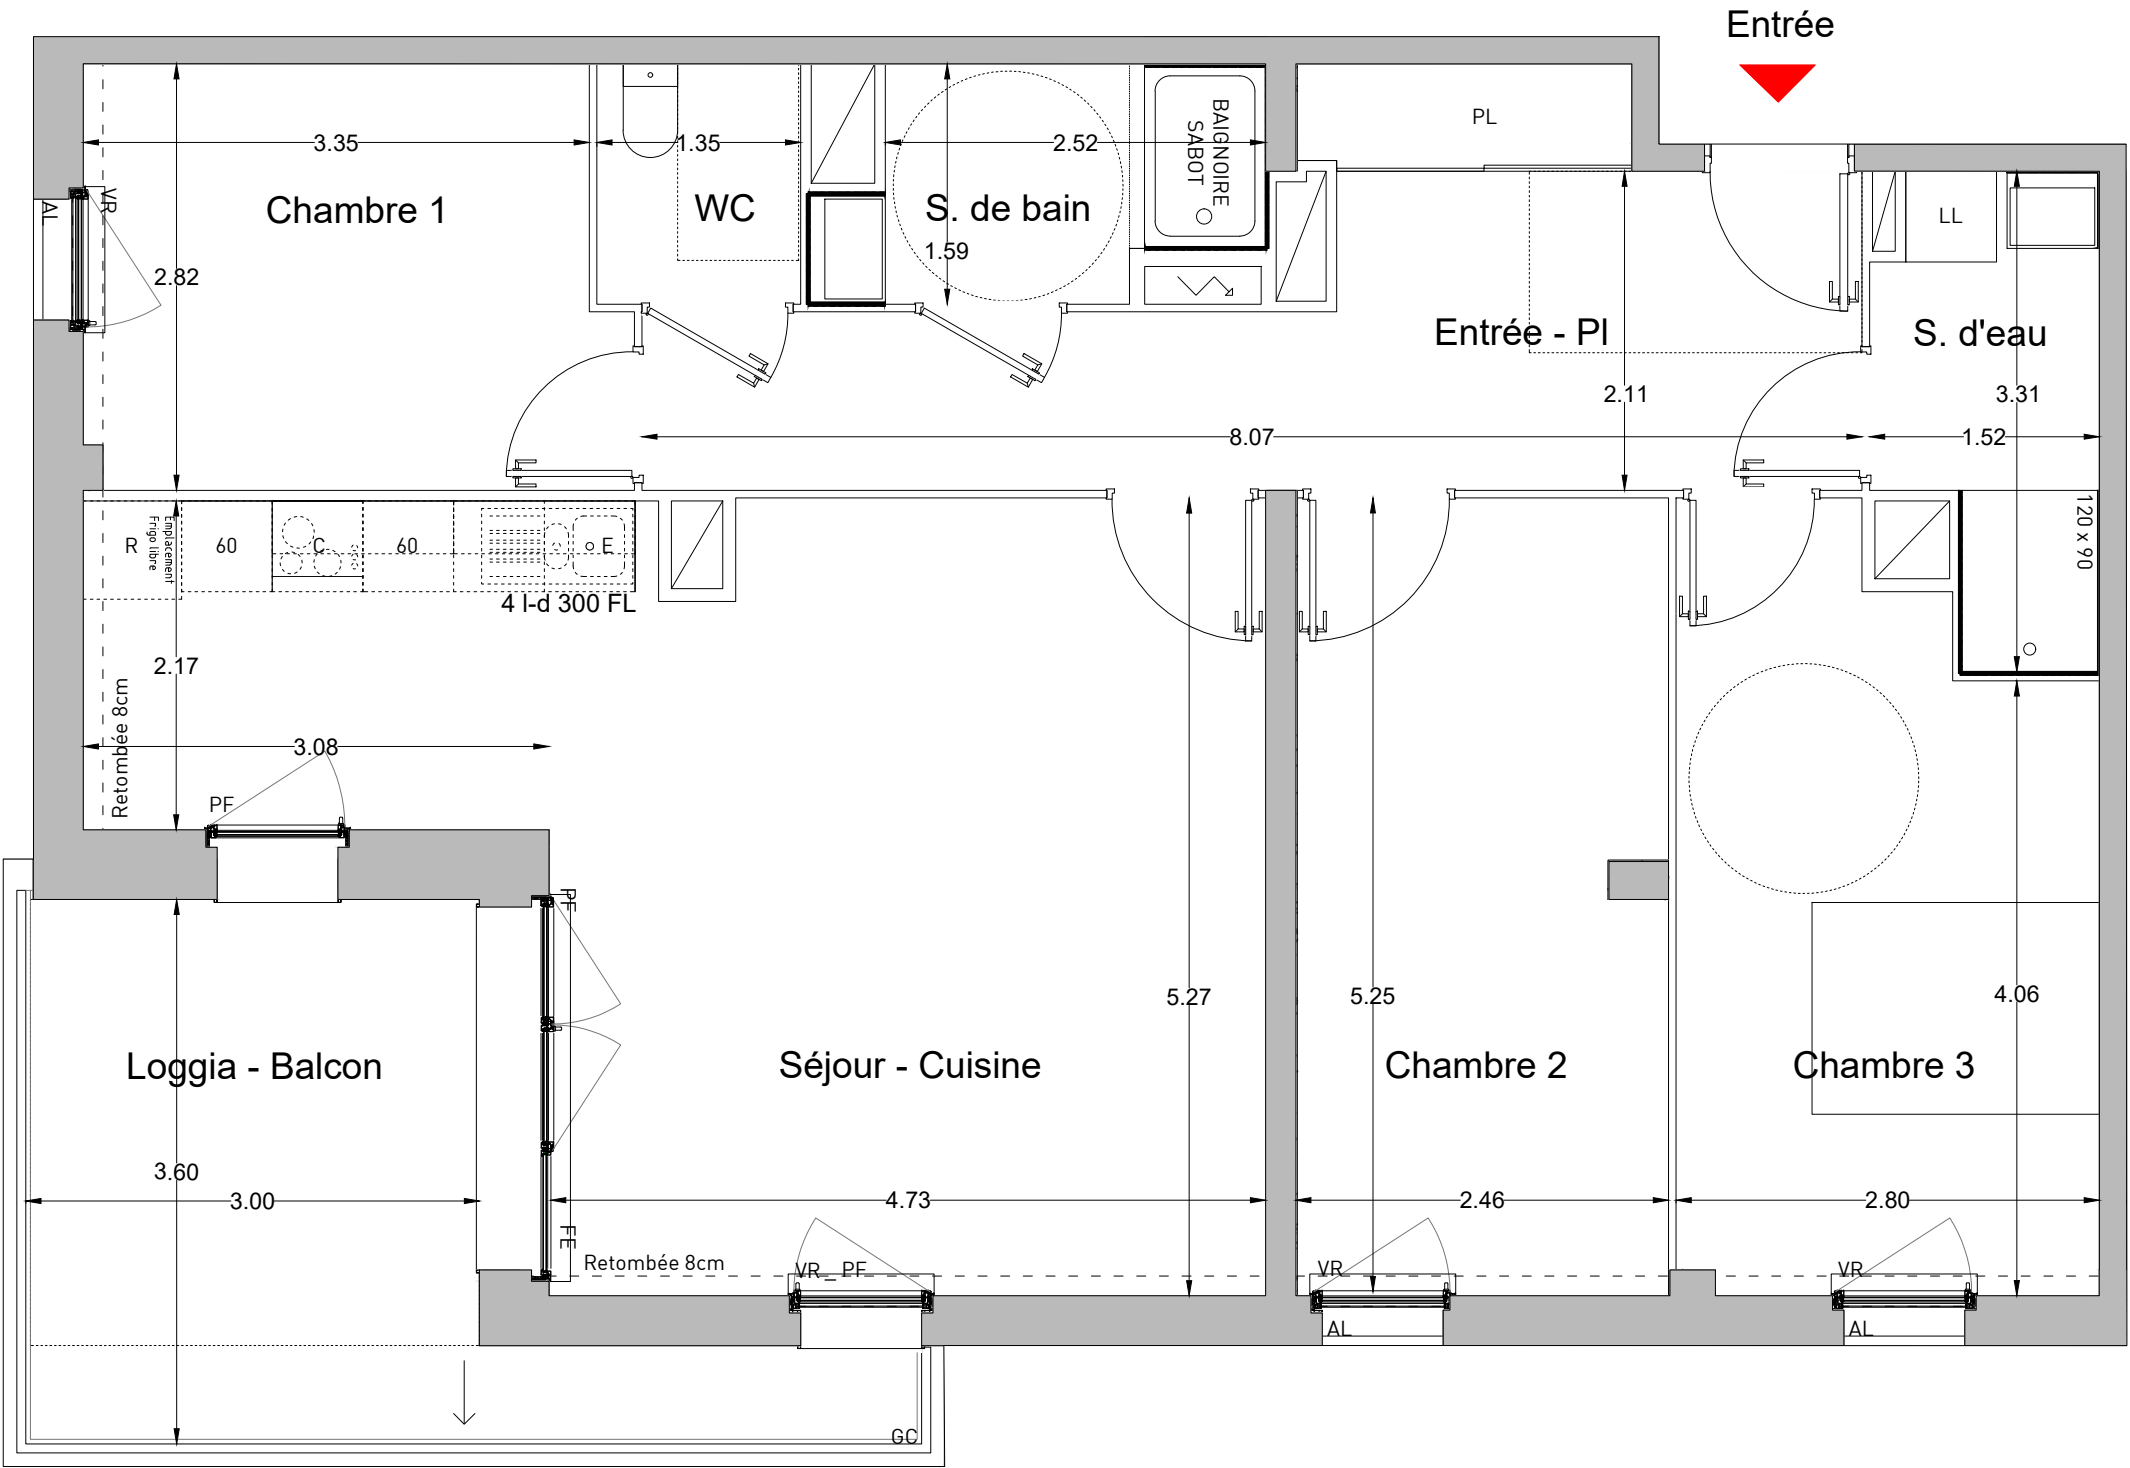 Entrée
PL
3.35
1.35
2.52
BAIGNOIRE
SABOT
Chambre 1
WC
S. de bain
LL
VR
AL
1.59
2.82
Entrée - Pl
S. d'eau
2.11
3.31
8.07
1.52
R
Emplacement
Frigo libre
60
C
60
E
120 x 90
4 l-d 300 FL
2.17
Retombée 8cm
3.08
PF
PF
5.27
5.25
4.06
Loggia - Balcon
Séjour - Cuisine
Chambre 2
Chambre 3
3.60
3.00
4.73
2.46
2.80
FE
Retombée 8cm
VR_PF
VR
VR
AL
AL
GC